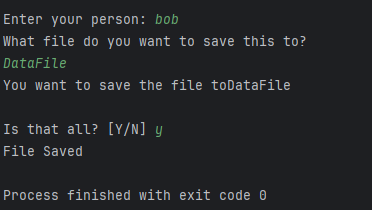 Enter your person: bob
What file do you want to save this to?
DataFile
You want to save the file toDataFile
Is that all? [Y/N] y
File Saved
Process finished with exit code 0